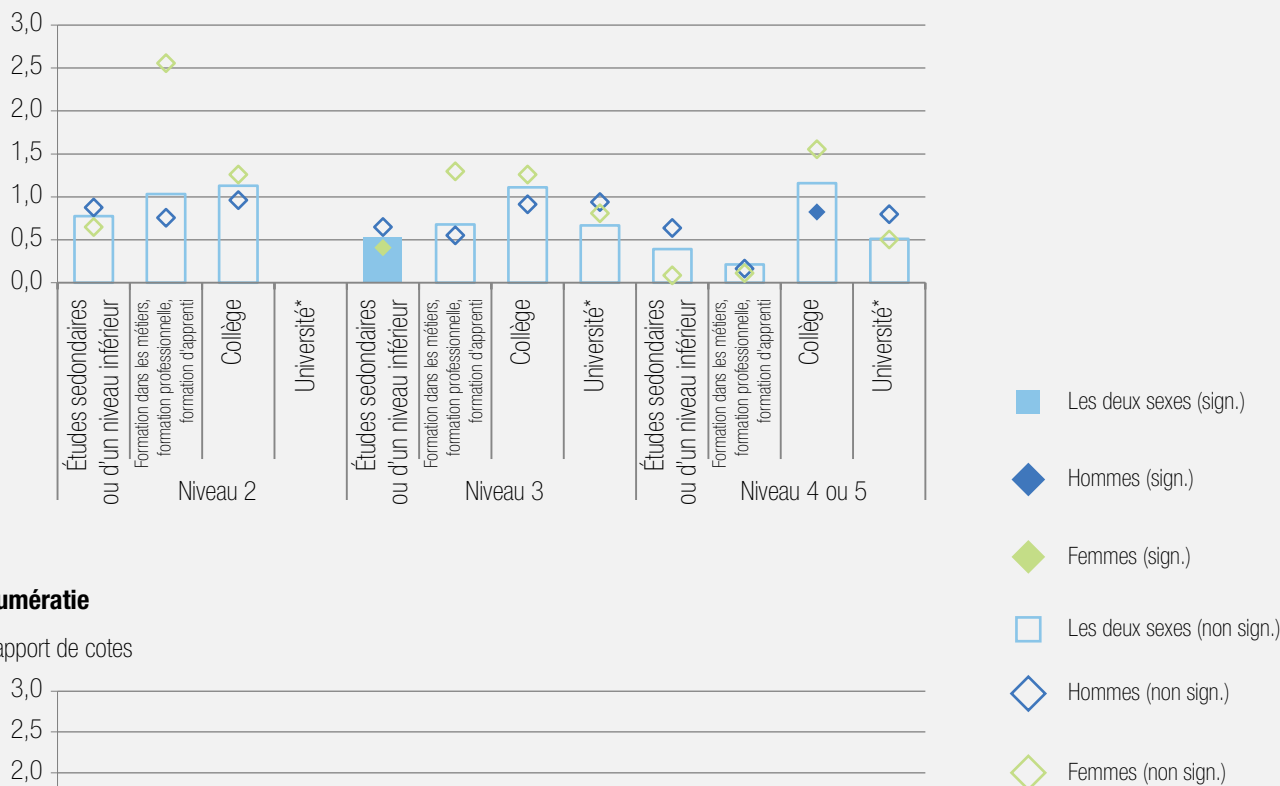 3,0
2,5
2,0
1,5
1,0
0,5
0,0
Études sedondaires
ou d'un niveau inférieur
Formation dans les métiers,
formation professionnelle,
formation d'apprenti
Collège
Université*
Études sedondaires
ou d'un niveau inférieur
Formation dans les métiers,
formation professionnelle,
formation d'apprenti
Collège
Université*
Études sedondaires
ou d'un niveau inférieur
Formation dans les métiers,
formation professionnelle,
formation d'apprenti
Collège
Université*
Niveau 2
Niveau 3
Niveau 4 ou 5
Les deux sexes (sign.)
Hommes (sign.)
Femmes (sign.)
Les deux sexes (non sign.)
Hommes (non sign.)
Femmes (non sign.)
umératie
apport de cotes
3,0
2,5
2,0